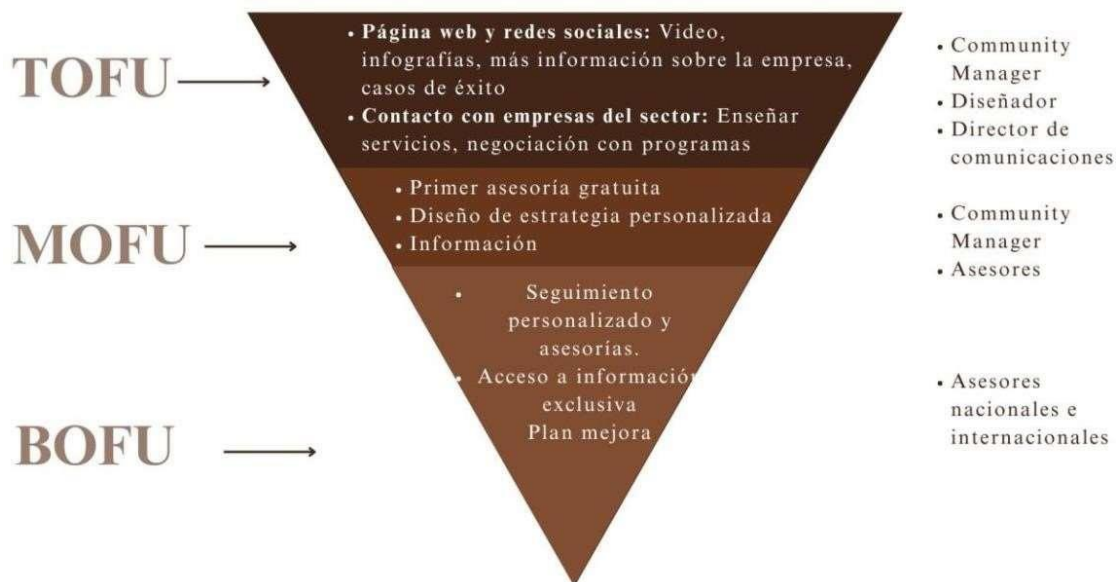 TOFU
• Página web y redes sociales: Video,
infografías, más información sobre la empresa,
casos de éxito
• Contacto con empresas del sector: Enseñar
servicios, negociación con programas
• Community
Manager
• Diseñador
• Director de
comunicaciones
MOFU
• Primer asesoría gratuita
• Diseño de estrategia personalizada
• Información
• Community
Manager
• Asesores
BOFU
• Seguimiento
personalizado y
asesorías.
• Acceso a información
exclusiva
Plan mejora
• Asesores
nacionales e
internacionales